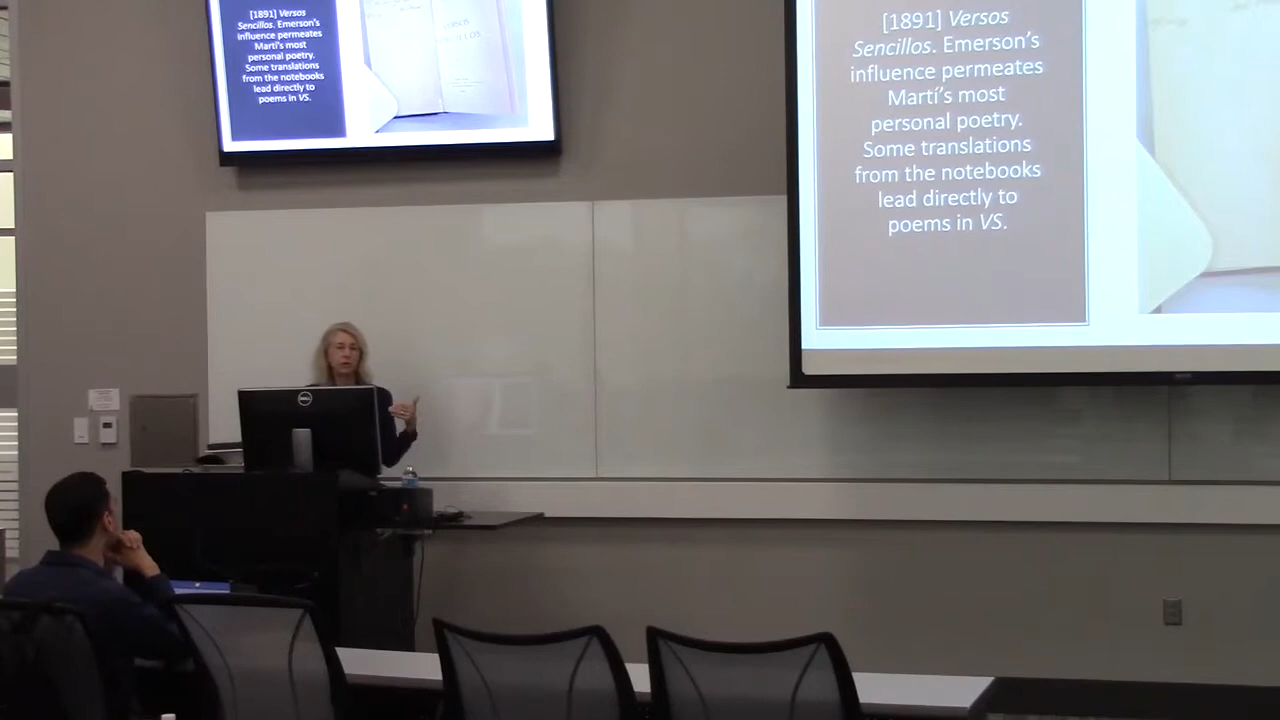 [1891] Versos
Sencillos. Emerson's
influence permeates
Martí's most
personal poetry.
Some translations
from the notebooks
lead directly to
poems in VS.
VERSOS
[1891] Versos
Sencillos. Emerson's
influence permeates
Martí's most
personal poetry.
Some translations
from the notebooks
lead directly to
poems in VS.
DELL